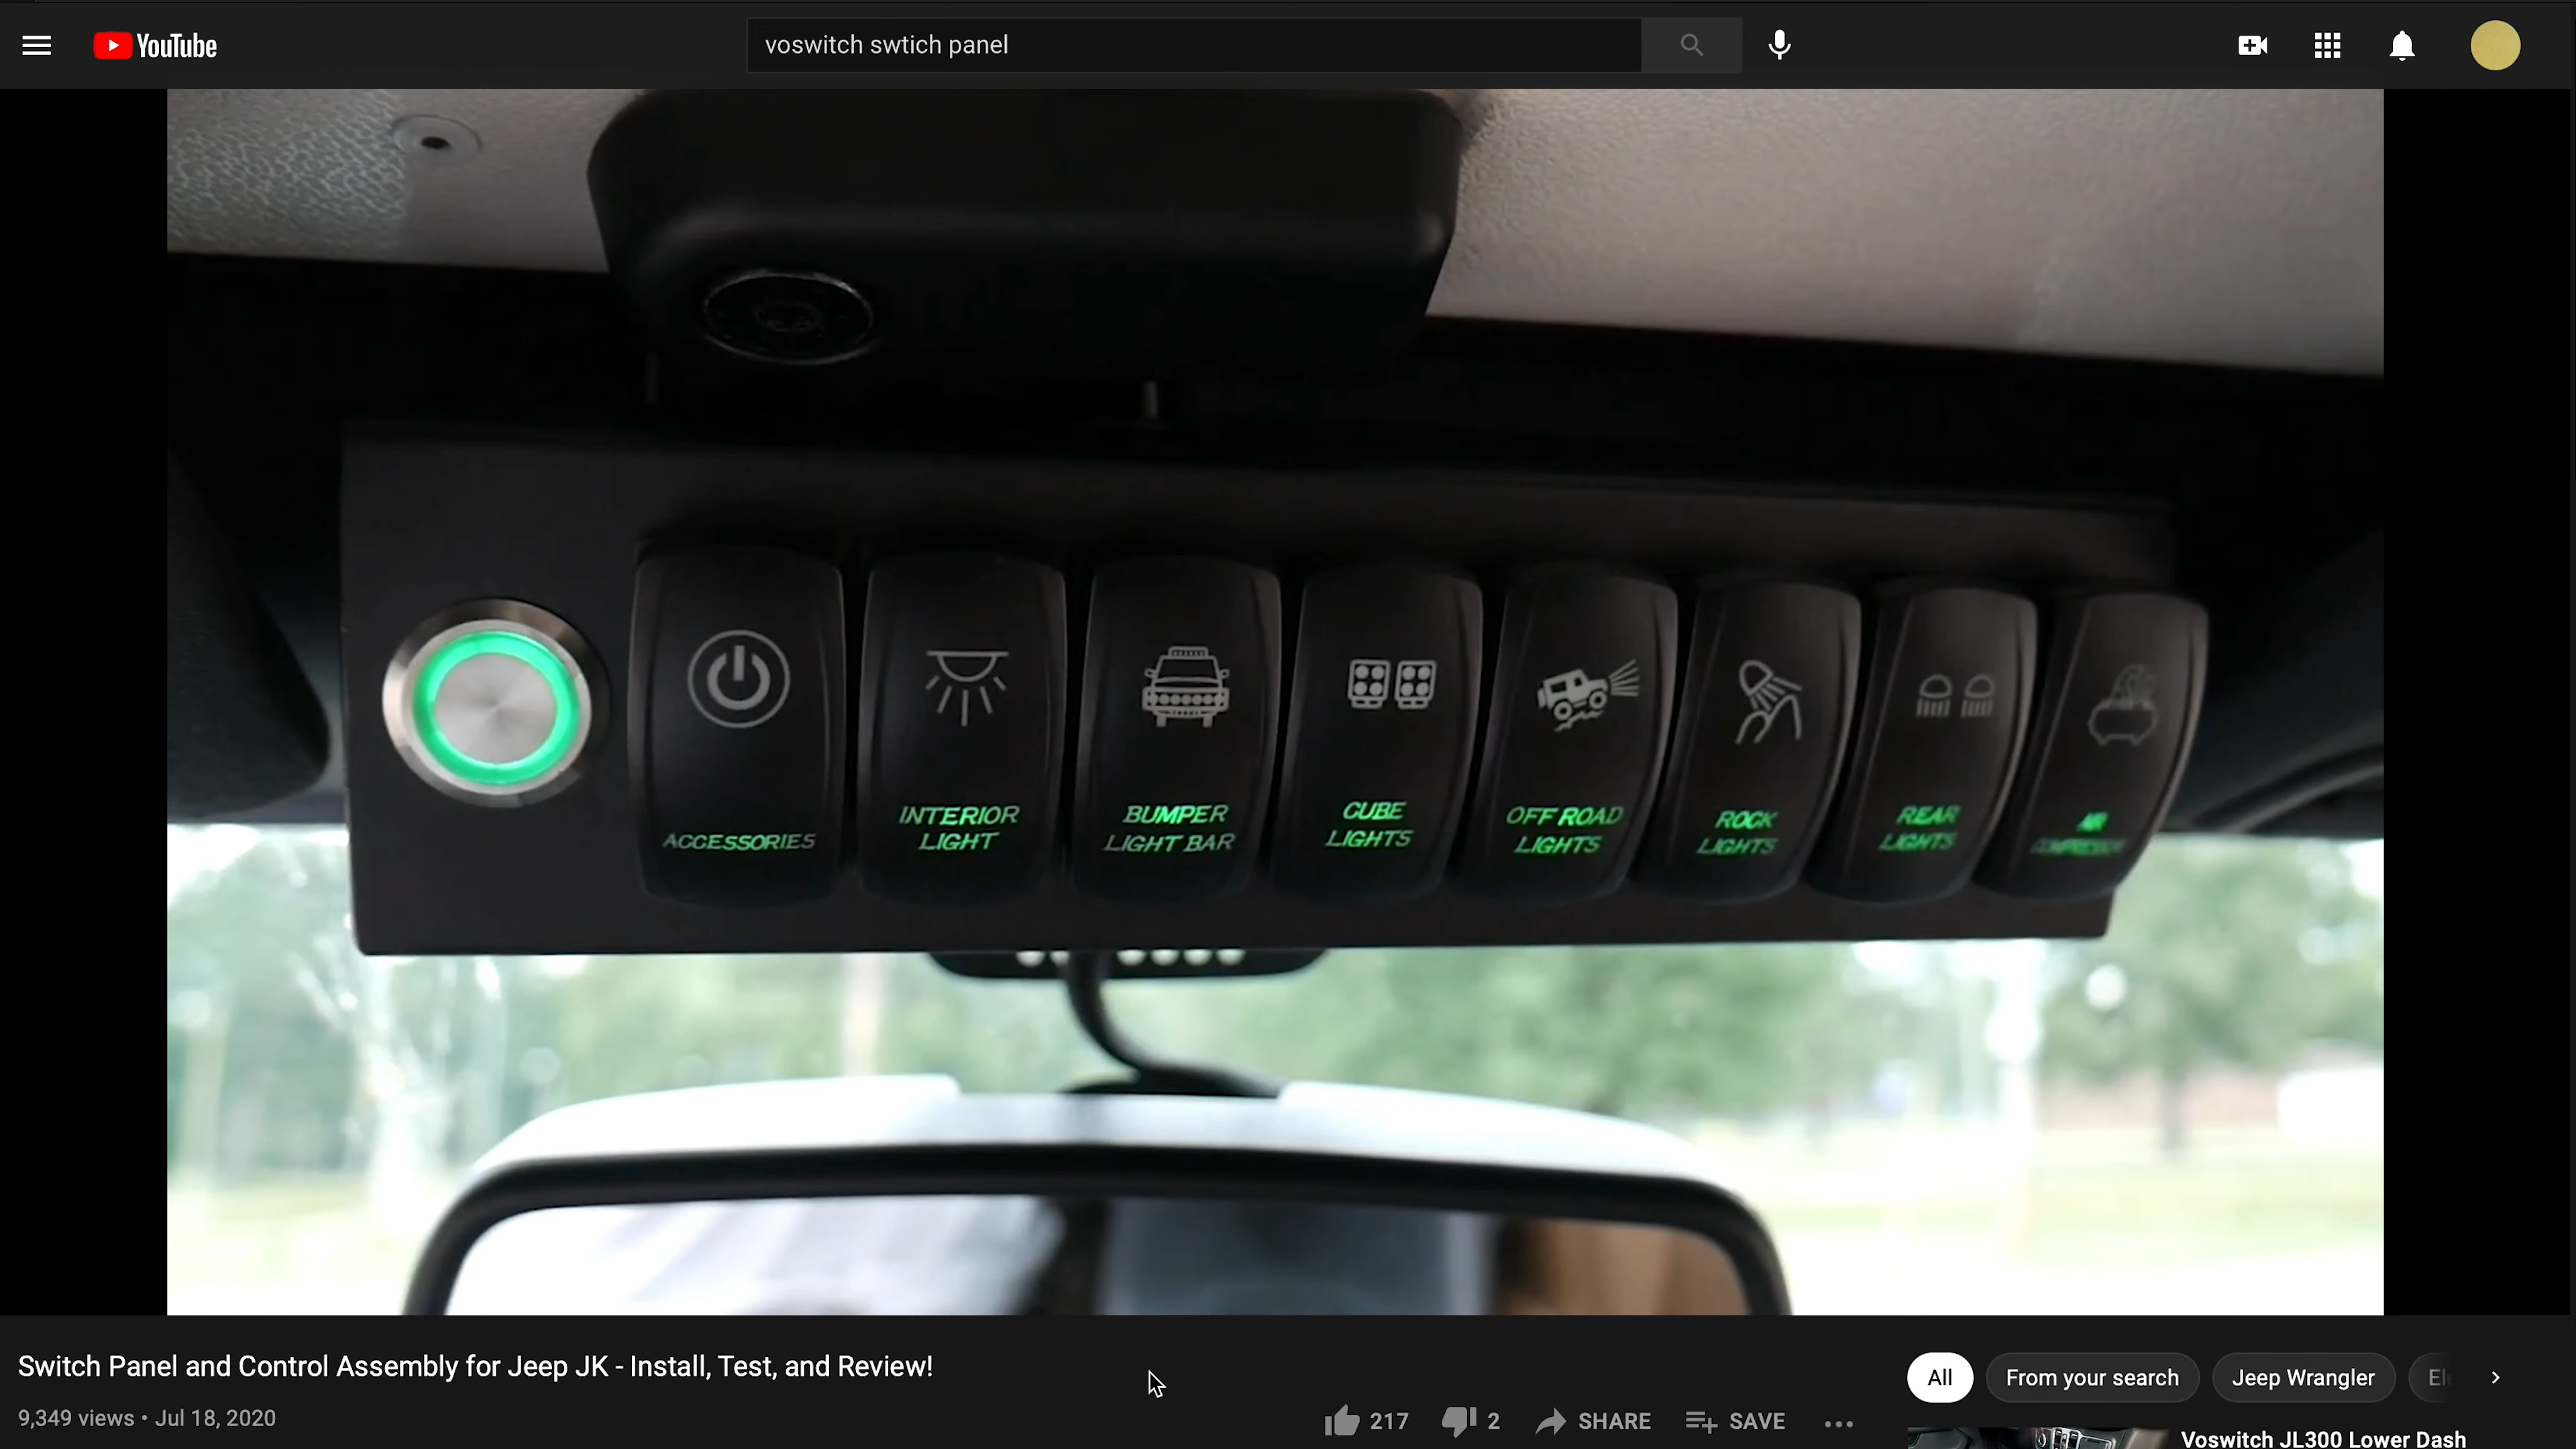 YouTube
voswitch swtich panel
ACCESSORIES
INTERIOR
LIGHT
BUMPER
LIGHT BAR
CUBE
LIGHTS
OFF ROAD
LIGHTS
ROCK
LIGHTS
REAR
LIGHTS
AIR
COMPRESSOR
Switch Panel and Control Assembly for Jeep JK - Install, Test, and Review!
9,349 views • Jul 18, 2020
217
2
SHARE
SAVE
All
From your search
Jeep Wrangler
Voswitch JL300 Lower Dash